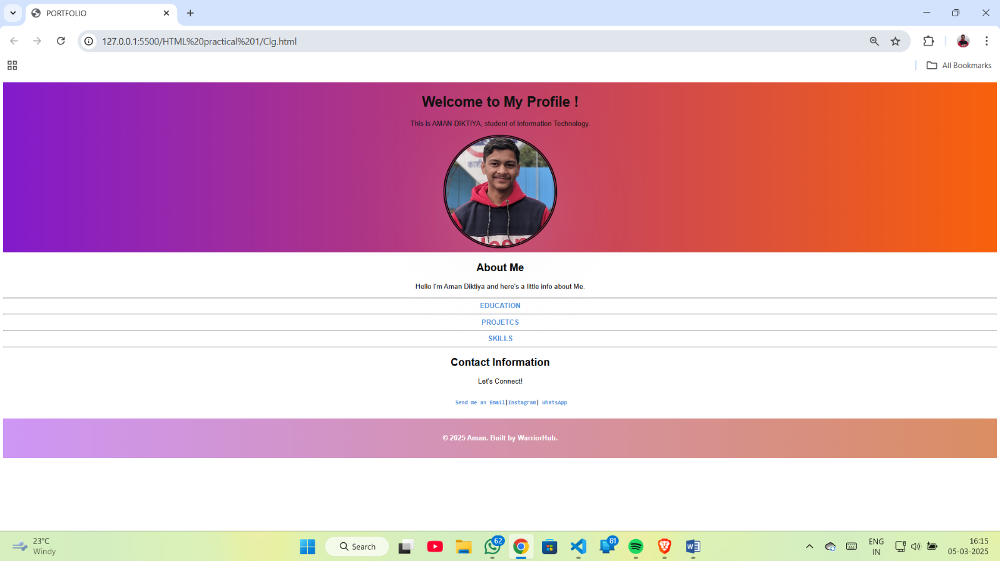 PORTFOLIO
127.0.0.1:5500/HTML%20practical%201/Clg.html
All Bookmarks
Welcome to My Profile !
This is AMAN DIKTIYA, student of Information Technology.
About Me
Hello I'm Aman Diktiya and here's a little info about Me.
EDUCATION
PROJETCS
SKILLS
Contact Information
Let's Connect!
Send me an Email|Instagram| WhatsApp
© 2025 Aman. Built by WarriorHub.
23°C
Windy
Search
62
81
ENG
IN
16:15
05-03-2025